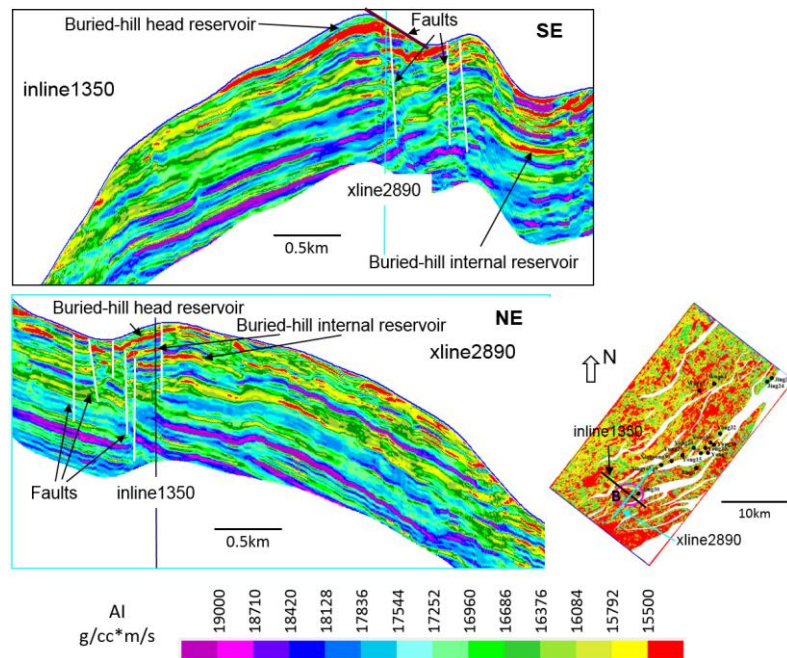 Buried-hill head reservoir
Faults
SE
inline1350
xline2890
0.5km
Buried-hill internal reservoir
Buried-hill head reservoir
NE
Buried-hill internal reservoir
xline2890
Faults
inline1350
0.5km
N
inline1350
B
10km
xline2890
AI
g/cc*m/s
19000
18710
18420
18128
17836
17544
17252
16960
16686
16376
16084
15792
15500